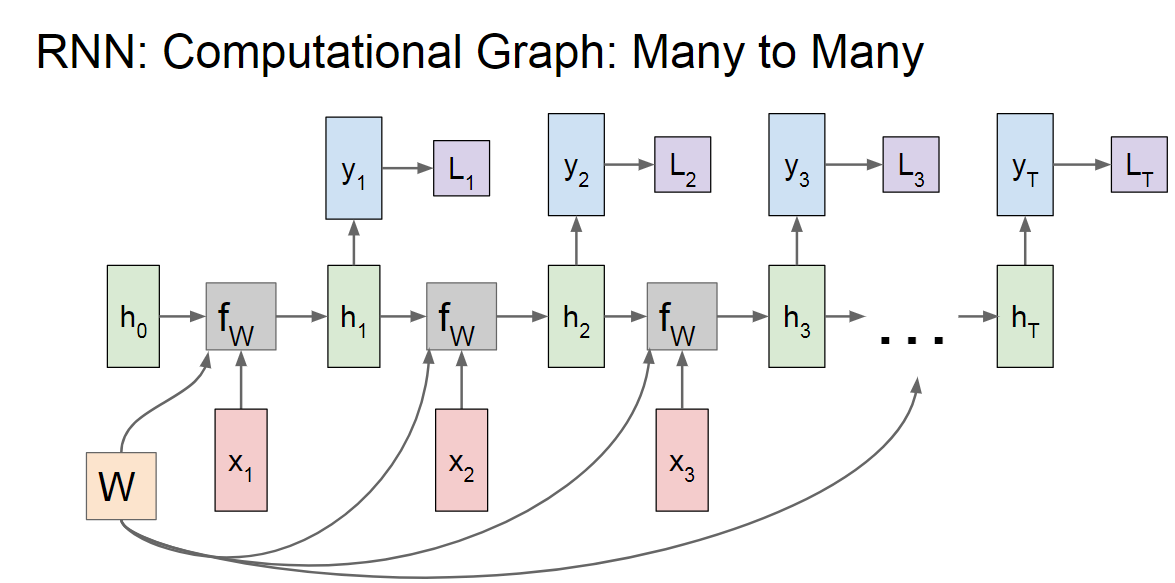 RNN: Computational Graph: Many to Many
y1 L1 y2 L2 y3 L3 yT LT
h0 fW h1 fW h2 fW h3 ... hT
x1 x2 x3
W